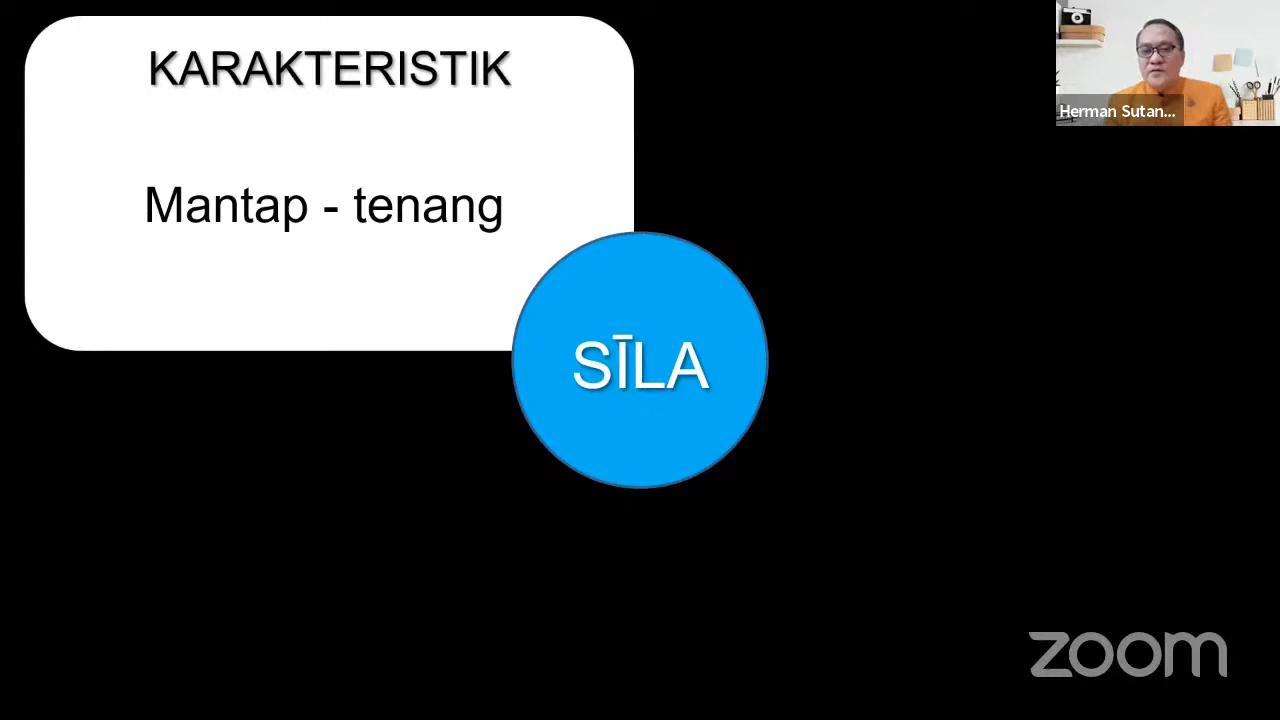 KARAKTERISTIK
Mantap - tenang
SĪLA
Herman Sutan...
zoom